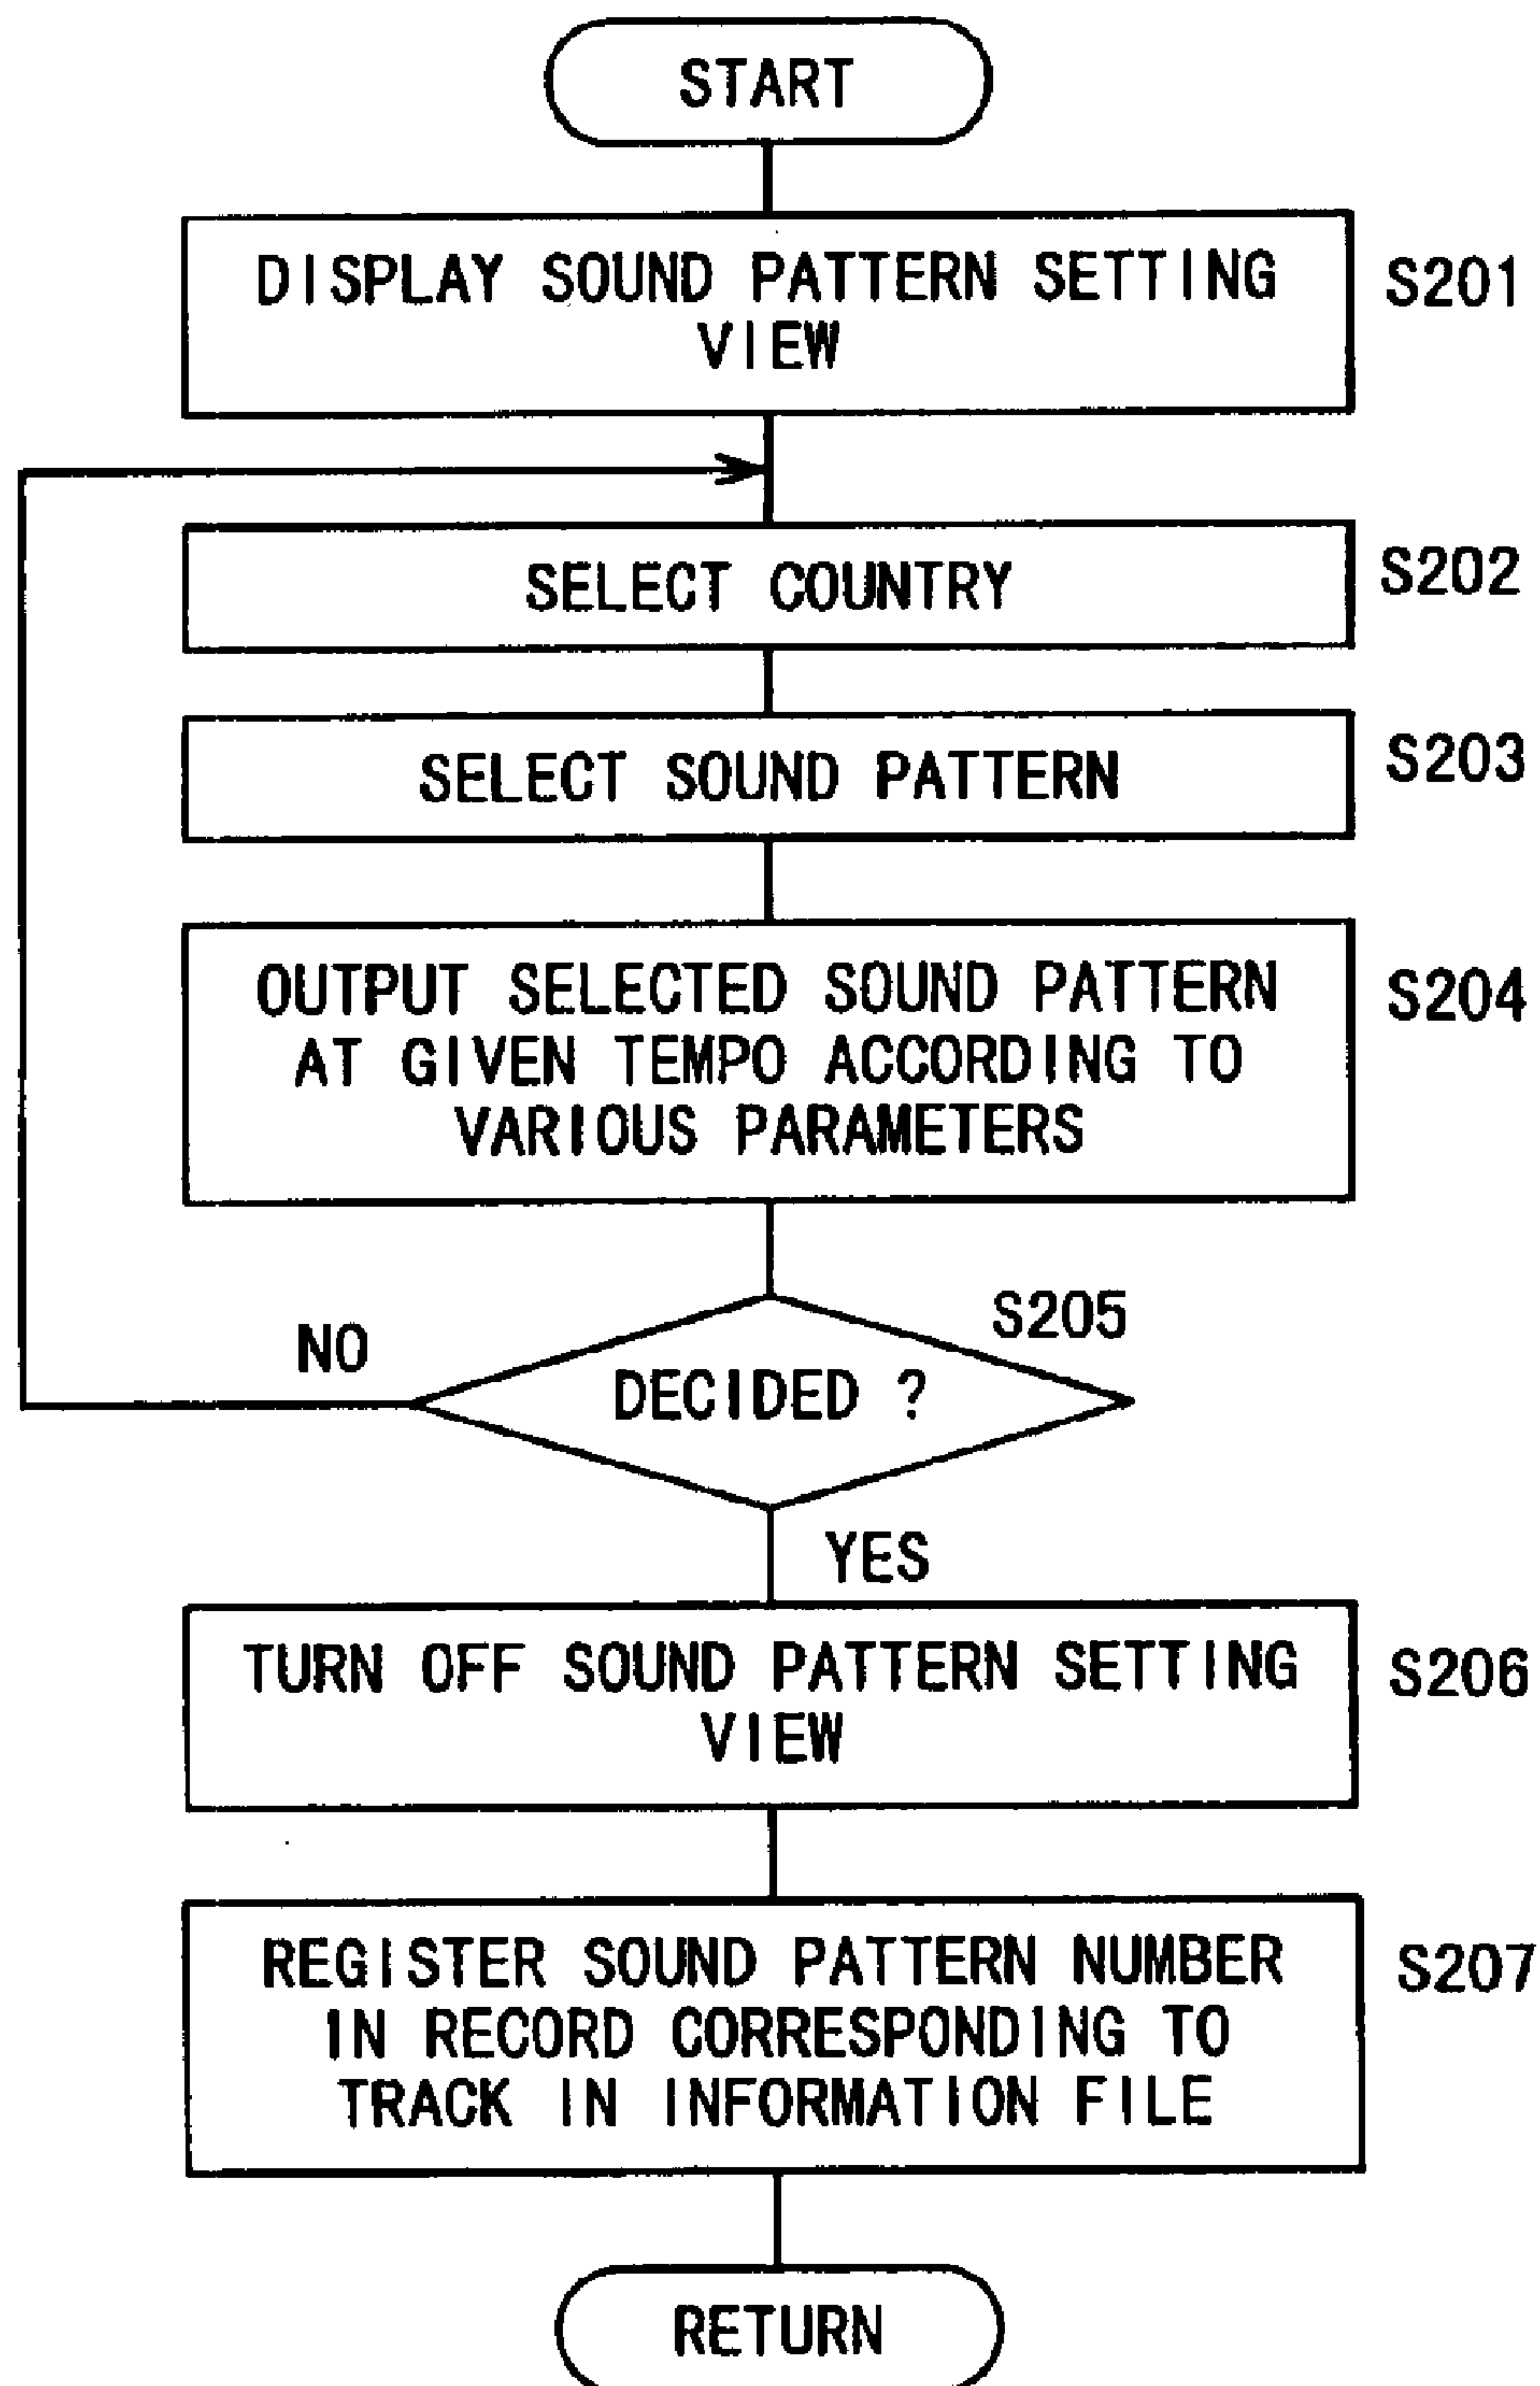 START
DISPLAY SOUND PATTERN SETTING
VIEW
S201
SELECT COUNTRY
S202
SELECT SOUND PATTERN
S203
OUTPUT SELECTED SOUND PATTERN
AT GIVEN TEMPO ACCORDING TO
VARIOUS PARAMETERS
S204
S205
NO
DECIDED ?
YES
TURN OFF SOUND PATTERN SETTING
VIEW
S206
REGISTER SOUND PATTERN NUMBER
IN RECORD CORRESPONDING TO
TRACK IN INFORMATION FILE
S207
RETURN